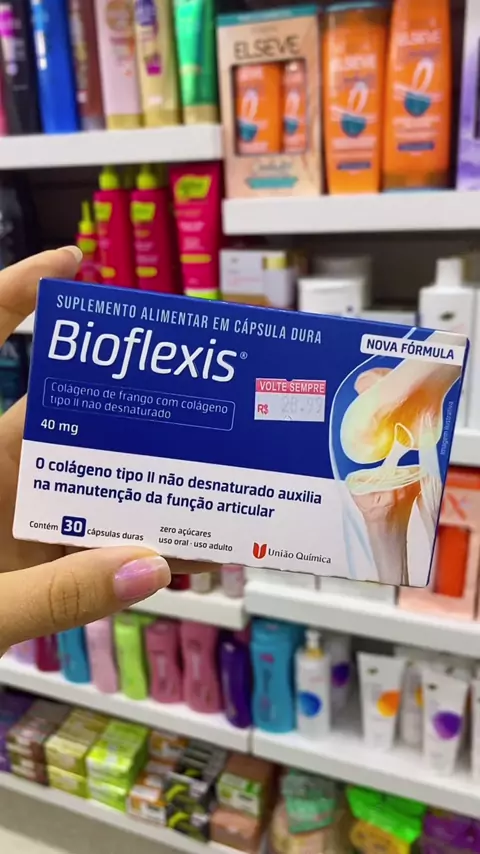 ELSEVE
SUPLEMENTO ALIMENTAR EM CÁPSULA DURA
Bioflexis®
NOVA FÓRMULA
Colágeno de frango com colágeno
tipo II não desnaturado
VOLTE SEMPRE
R$
40 mg
O colágeno tipo II não desnaturado auxilia
na manutenção da função articular
Contém 30 cápsulas duras
zero açúcares
uso oral • uso adulto
União Química